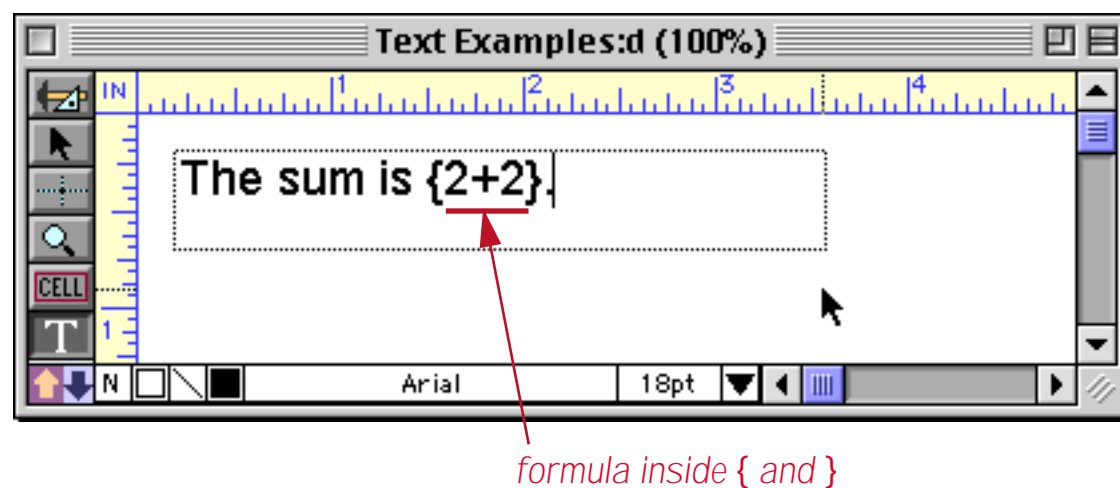 Text Examples:d (100%)
IN 1 2 3 4
The sum is {2+2}.
CELL
T
1
N Arial 18pt
formula inside { and }